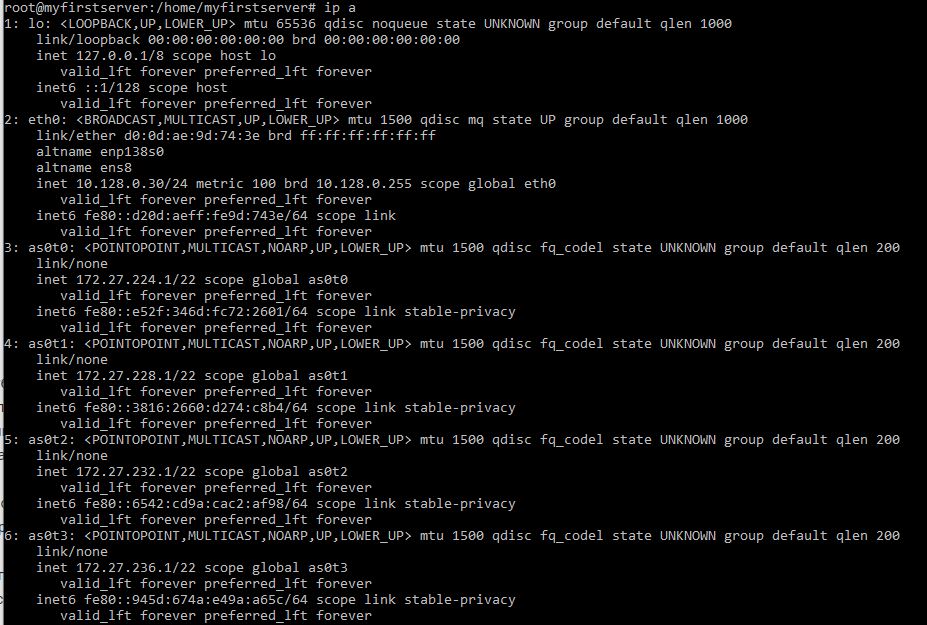 root@myfirstserver:/home/myfirstserver# ip a
1: lo: <LOOPBACK,UP,LOWER_UP> mtu 65536 qdisc noqueue state UNKNOWN group default qlen 1000
    link/loopback 00:00:00:00:00:00 brd 00:00:00:00:00:00
    inet 127.0.0.1/8 scope host lo
       valid_lft forever preferred_lft forever
    inet6 ::1/128 scope host
       valid_lft forever preferred_lft forever
2: eth0: <BROADCAST,MULTICAST,UP,LOWER_UP> mtu 1500 qdisc mq state UP group default qlen 1000
    link/ether d0:0d:ae:9d:74:3e brd ff:ff:ff:ff:ff:ff
    altname enp138s0
    altname ens8
    inet 10.128.0.30/24 metric 100 brd 10.128.0.255 scope global eth0
       valid_lft forever preferred_lft forever
    inet6 fe80::d20d:aeff:fe9d:743e/64 scope link
       valid_lft forever preferred_lft forever
3: as0t0: <POINTOPOINT,MULTICAST,NOARP,UP,LOWER_UP> mtu 1500 qdisc fq_codel state UNKNOWN group default qlen 200
    link/none
    inet 172.27.224.1/22 scope global as0t0
       valid_lft forever preferred_lft forever
    inet6 fe80::e52f:346d:fc72:2601/64 scope link stable-privacy
       valid_lft forever preferred_lft forever
4: as0t1: <POINTOPOINT,MULTICAST,NOARP,UP,LOWER_UP> mtu 1500 qdisc fq_codel state UNKNOWN group default qlen 200
    link/none
    inet 172.27.228.1/22 scope global as0t1
       valid_lft forever preferred_lft forever
    inet6 fe80::3816:2660:d274:c8b4/64 scope link stable-privacy
       valid_lft forever preferred_lft forever
5: as0t2: <POINTOPOINT,MULTICAST,NOARP,UP,LOWER_UP> mtu 1500 qdisc fq_codel state UNKNOWN group default qlen 200
    link/none
    inet 172.27.232.1/22 scope global as0t2
       valid_lft forever preferred_lft forever
    inet6 fe80::6542:cd9a:cac2:af98/64 scope link stable-privacy
       valid_lft forever preferred_lft forever
6: as0t3: <POINTOPOINT,MULTICAST,NOARP,UP,LOWER_UP> mtu 1500 qdisc fq_codel state UNKNOWN group default qlen 200
    link/none
    inet 172.27.236.1/22 scope global as0t3
       valid_lft forever preferred_lft forever
    inet6 fe80::945d:674a:e49a:a65c/64 scope link stable-privacy
       valid_lft forever preferred_lft forever